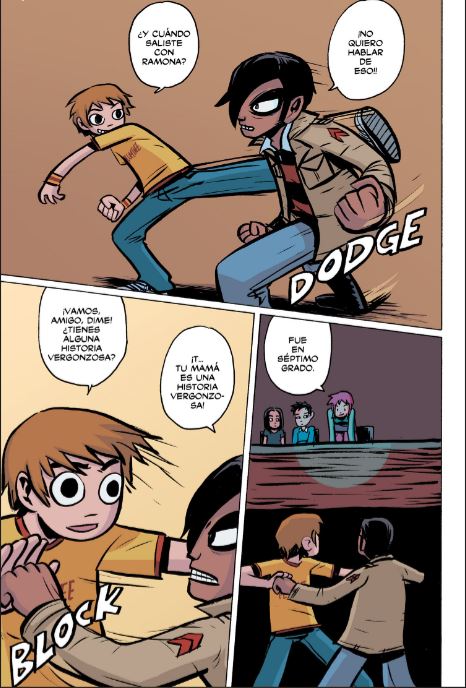 ¿Y CUÁNDO
SALISTE
CON
RAMONA?
¡NO
QUIERO
HABLAR
DE
ESO!!
DODGE
¡VAMOS,
AMIGO, DIME!
¿TIENES
ALGUNA
HISTORIA
VERGONZOSA?
¡T...
TU MAMÁ
ES UNA
HISTORIA
VERGONZO-
SA!
BLOCK
FUE
EN
SÉPTIMO
GRADO.